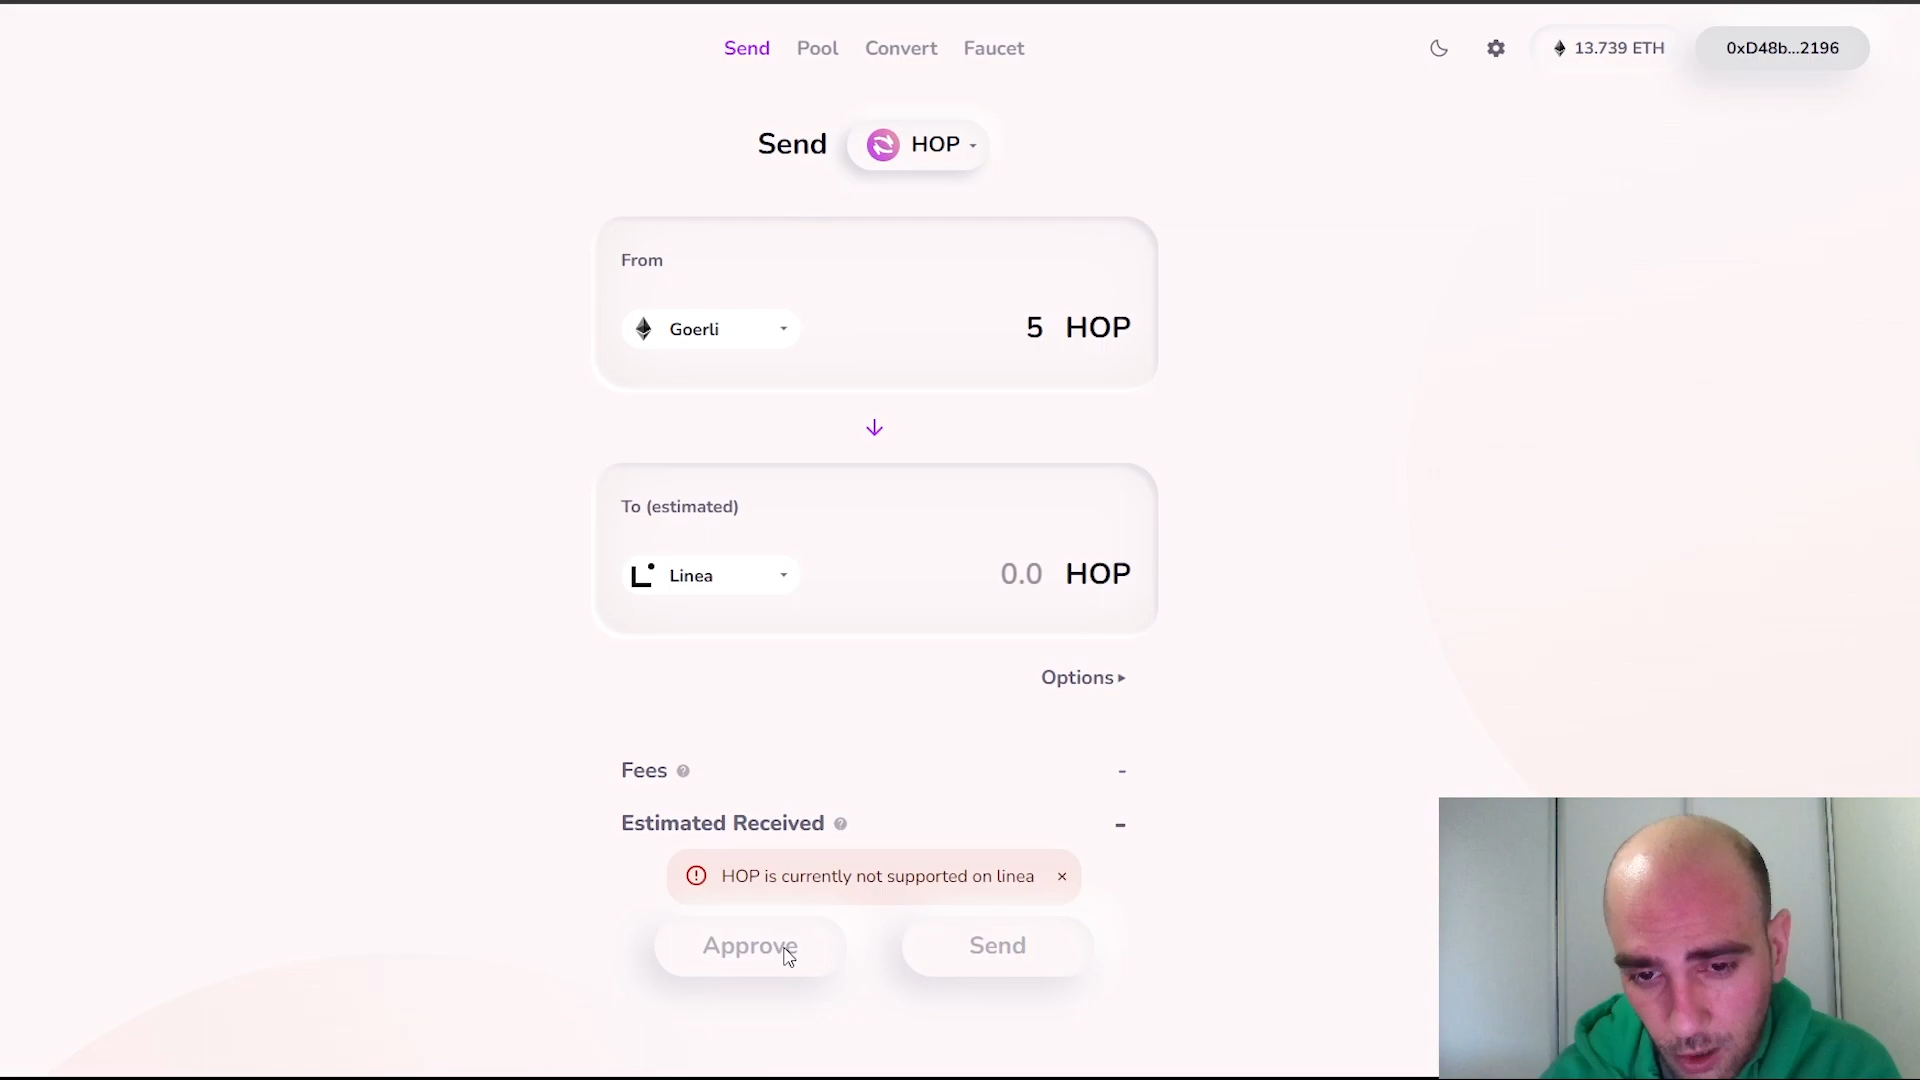 Send Pool Convert Faucet 13.739 ETH 0xD48b...2196
Send HOP
From
Goerli 5 HOP
To (estimated)
Linea 0.0 HOP
Options
Fees -
Estimated Received -
HOP is currently not supported on linea
Approve Send